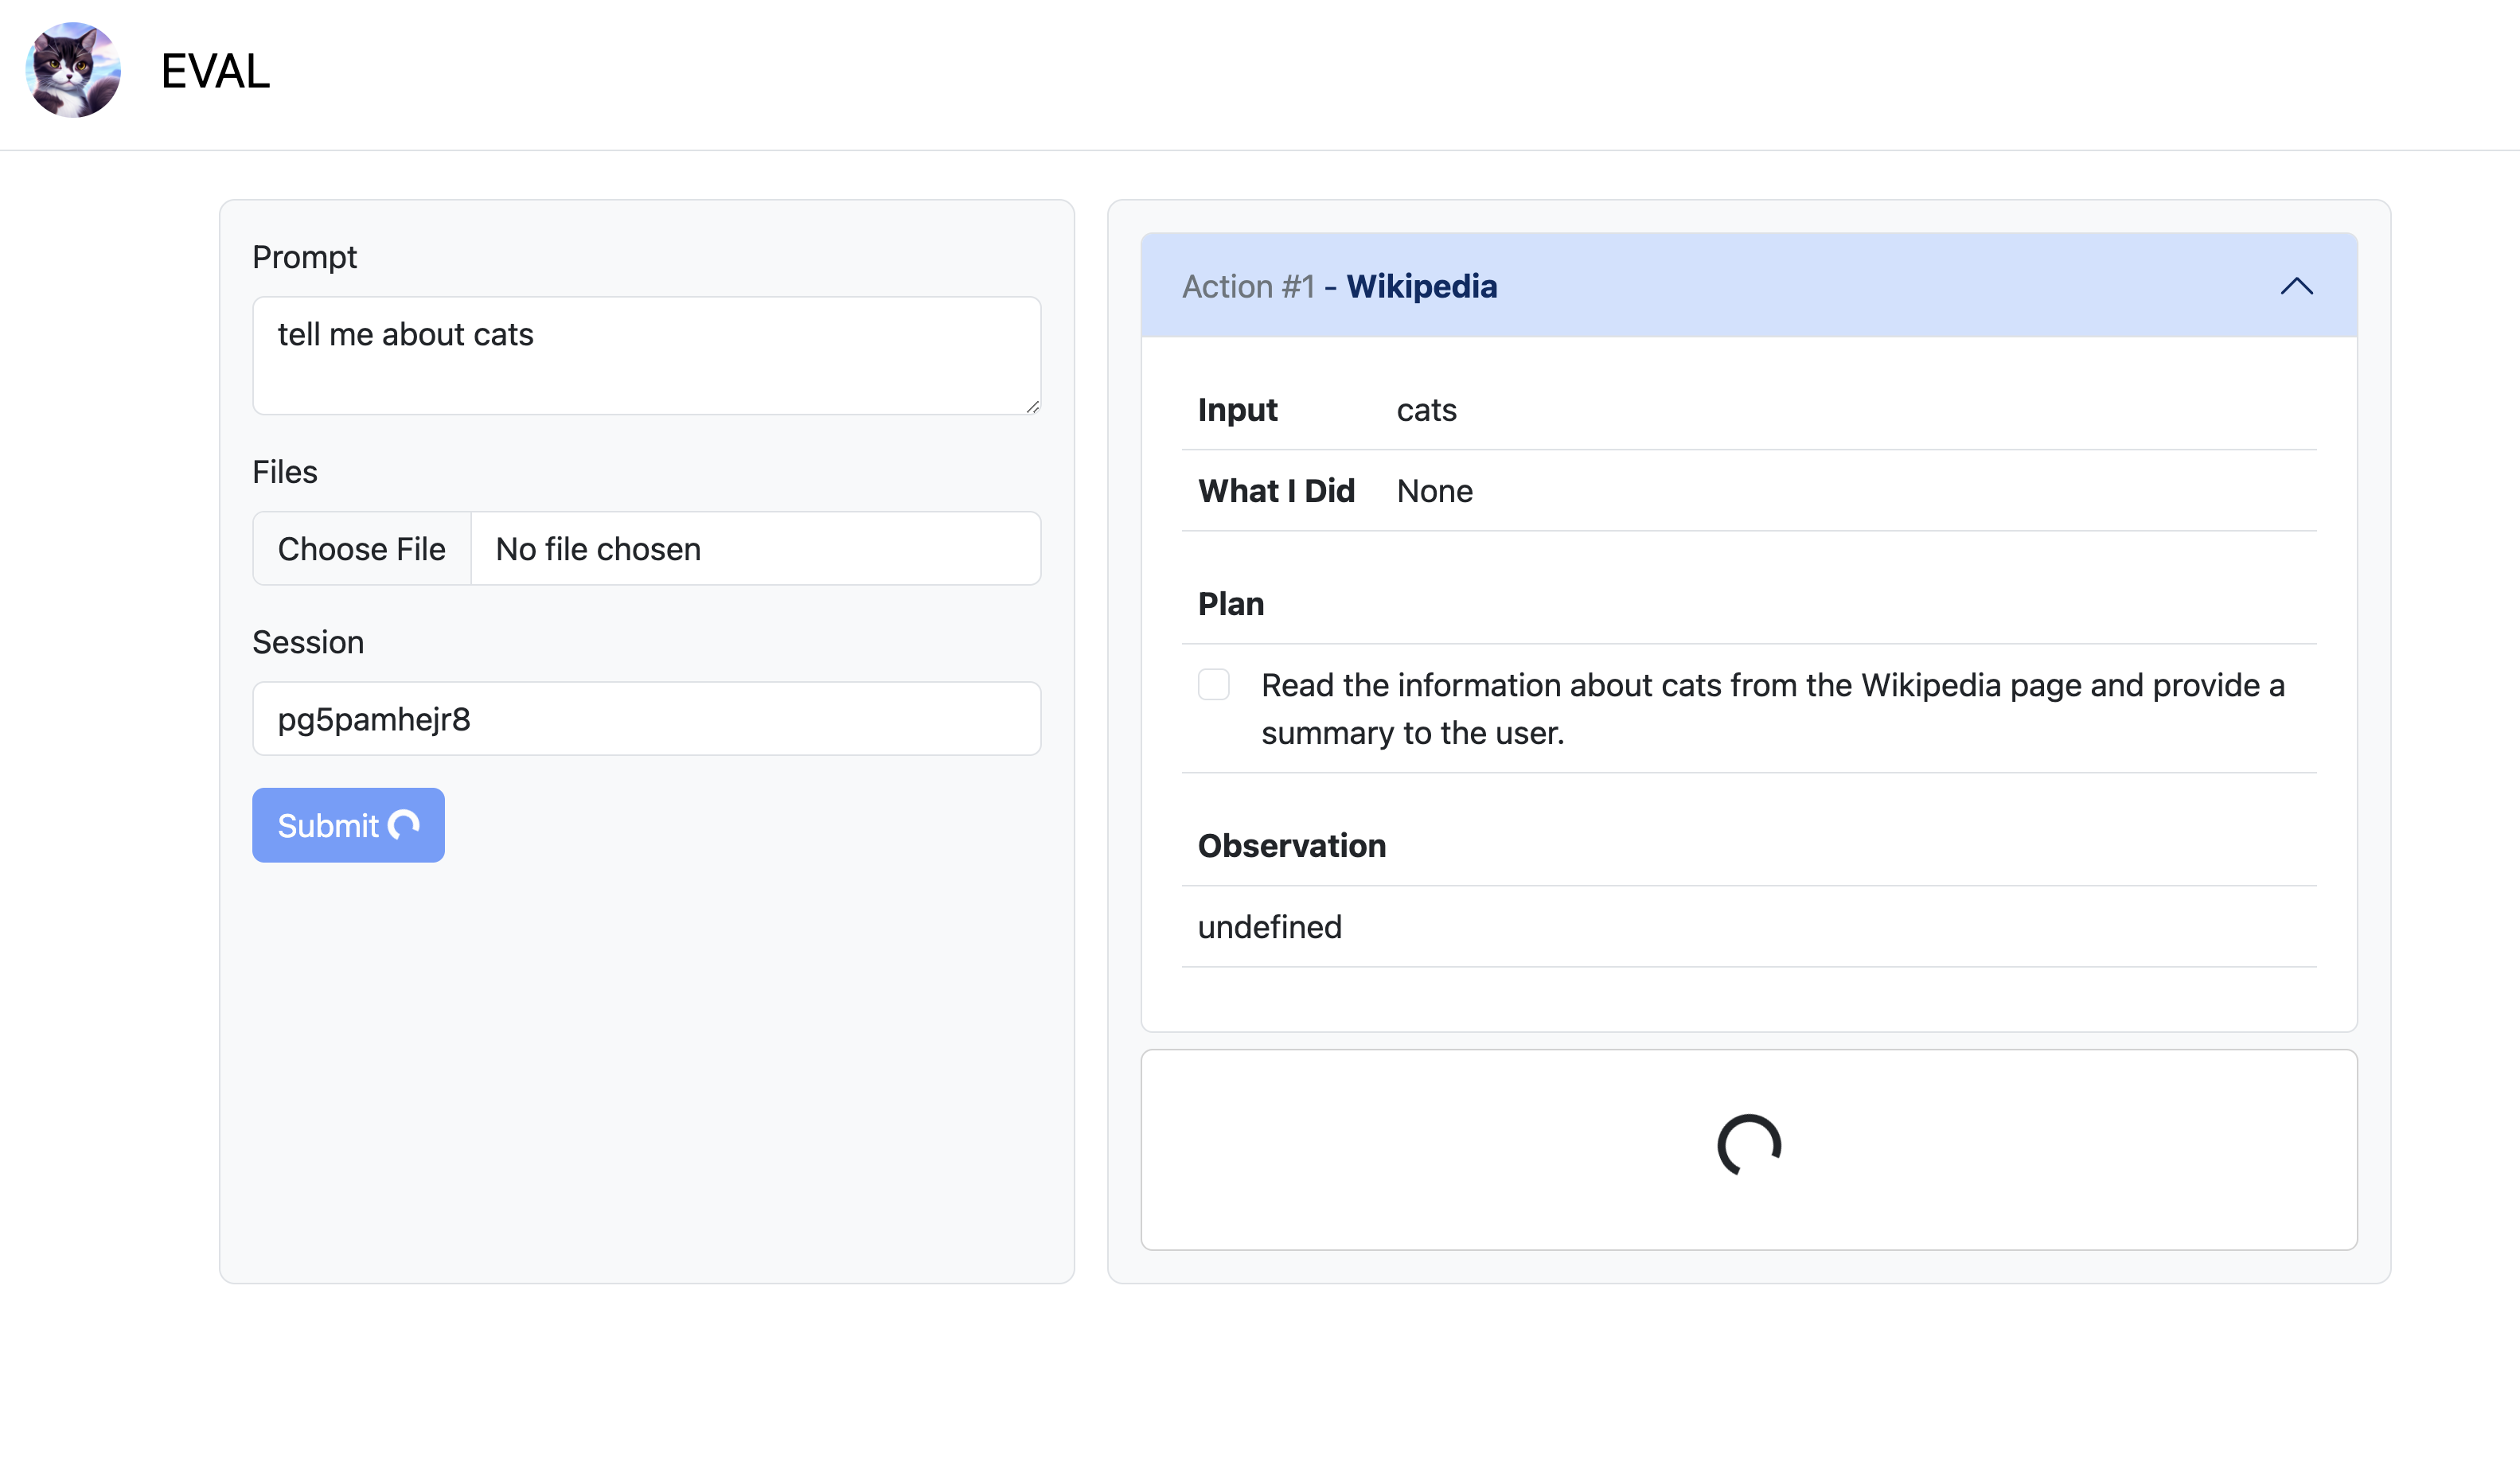 EVAL
Prompt
tell me about cats
Files
Choose File No file chosen
Session
pg5pamhejr8
Submit
Action #1 - Wikipedia
Input cats
What I Did None
Plan
Read the information about cats from the Wikipedia page and provide a
summary to the user.
Observation
undefined